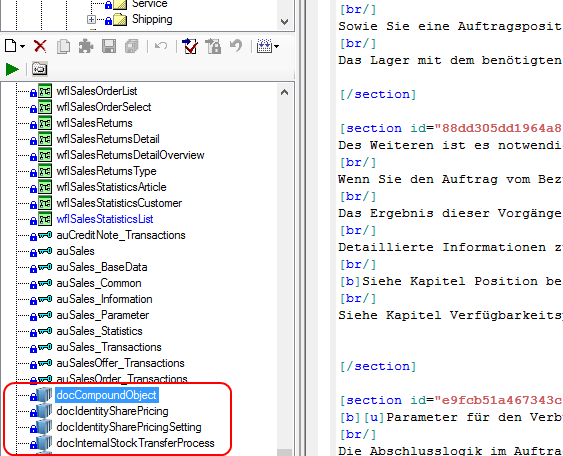 Service
Shipping
wflSalesOrderList
wflSalesOrderSelect
wflSalesReturns
wflSalesReturnsDetail
wflSalesReturnsDetailOverview
wflSalesReturnsType
wflSalesStatisticsArticle
wflSalesStatisticsCustomer
wflSalesStatisticsList
auCreditNote_Transactions
auSales
auSales_BaseData
auSales_Common
auSales_Information
auSales_Parameter
auSales_Statistics
auSales_Transactions
auSalesOffer_Transactions
auSalesOrder_Transactions
docCompoundObject
docIdentitySharePricing
docIdentitySharePricingSetting
docInternalStockTransferProcess
[br/]
Sowie Sie eine Auftragsposit
[br/]
Das Lager mit dem benötigten
[/section]
[section id="88dd305dd1964a8
Des Weiteren ist es notwendi
[br/]
Wenn Sie den Auftrag vom Bez
[br/]
Das Ergebnis dieser Vorgänge
[br/]
Detaillierte Informationen z
[br/]
[b]Siehe Kapitel Position be
[br/]
Siehe Kapitel Verfügbarkeits
[/section]
[section id="e9fcb51a467343c
[b][u]Parameter für den Verb
[br/]
Die Abschlusslogik im Auftra